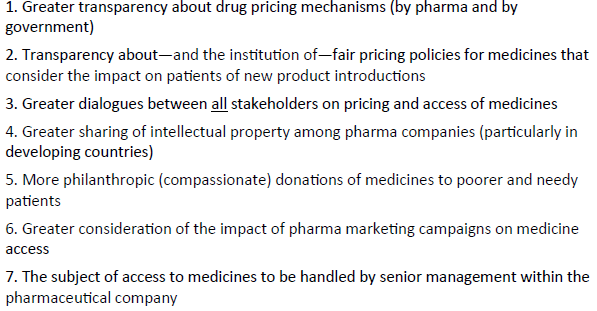 1. Greater transparency about drug pricing mechanisms (by pharma and by
government)
2. Transparency about—and the institution of—fair pricing policies for medicines that
consider the impact on patients of new product introductions
3. Greater dialogues between all stakeholders on pricing and access of medicines
4. Greater sharing of intellectual property among pharma companies (particularly in
developing countries)
5. More philanthropic (compassionate) donations of medicines to poorer and needy
patients
6. Greater consideration of the impact of pharma marketing campaigns on medicine
access
7. The subject of access to medicines to be handled by senior management within the
pharmaceutical company